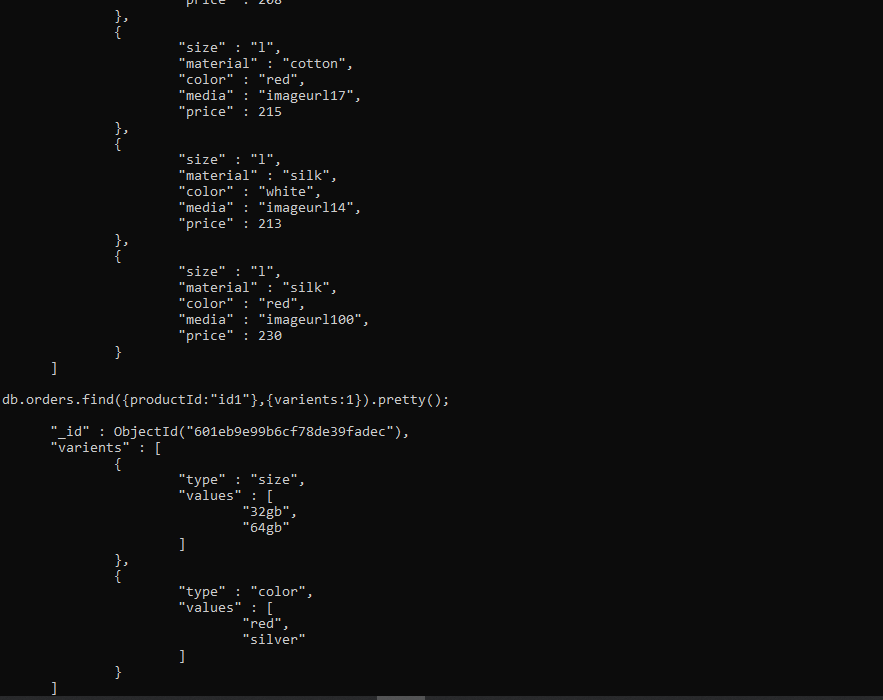 "price" : 208
},
{
"size" : "l",
"material" : "cotton",
"color" : "red",
"media" : "imageurl17",
"price" : 215
},
{
"size" : "l",
"material" : "silk",
"color" : "white",
"media" : "imageurl14",
"price" : 213
},
{
"size" : "l",
"material" : "silk",
"color" : "red",
"media" : "imageurl100",
"price" : 230
}
]
db.orders.find({productId:"id1"},{varients:1}).pretty();
"_id" : ObjectId("601eb9e99b6cf78de39fadec"),
"varients" : [
{
"type" : "size",
"values" : [
"32gb",
"64gb"
]
},
{
"type" : "color",
"values" : [
"red",
"silver"
]
}
]